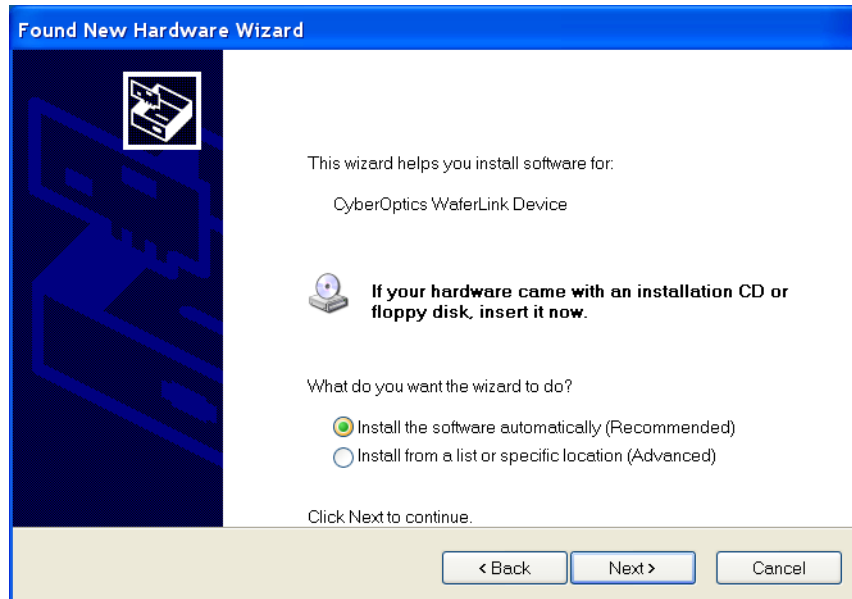 Found New Hardware Wizard
This wizard helps you install software for:
CyberOptics WaferLink Device
If your hardware came with an installation CD or
floppy disk, insert it now.
What do you want the wizard to do?
Install the software automatically (Recommended)
Install from a list or specific location (Advanced)
Click Next to continue.
< Back Next > Cancel